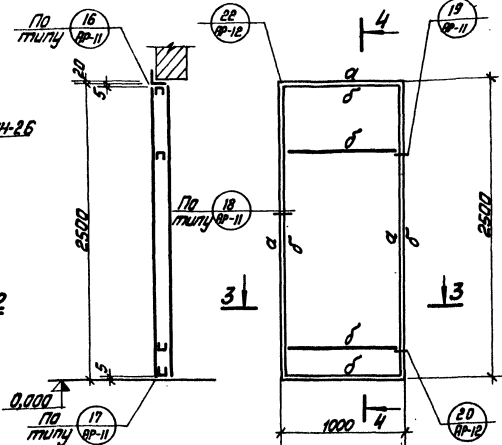 По типу 16 АР-11
22 АР-12
4
19 АР-11
20
5
а
б
Н-26
б
2500
По типу 18 АР-11
а б
а б
2500
3
3
б
5
б
0,000
По типу 17 АР-11
1000
4
20 АР-12